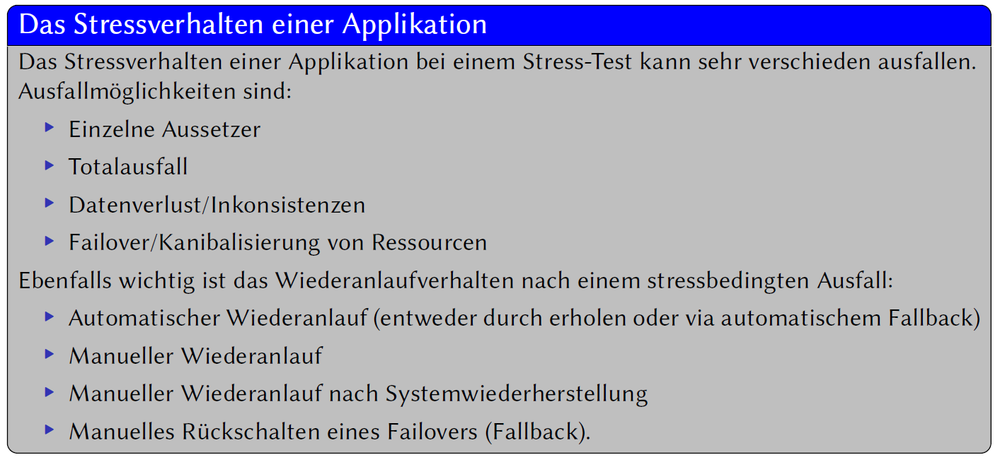 Das Stressverhalten einer Applikation
Das Stressverhalten einer Applikation bei einem Stress-Test kann sehr verschieden ausfallen.
Ausfallmöglichkeiten sind:
Einzelne Aussetzer
Totalausfall
Datenverlust/Inkonsistenzen
Failover/Kanibalisierung von Ressourcen
Ebenfalls wichtig ist das Wiederanlaufverhalten nach einem stressbedingten Ausfall:
Automatischer Wiederanlauf (entweder durch erholen oder via automatischem Fallback)
Manueller Wiederanlauf
Manueller Wiederanlauf nach Systemwiederherstellung
Manuelles Rückschalten eines Failovers (Fallback).